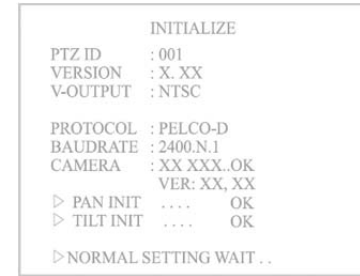 INITIALIZE
PTZ ID : 001
VERSION : X. XX
V-OUTPUT : NTSC
PROTOCOL : PELCO-D
BAUDRATE : 2400.N.1
CAMERA : XX XXX..OK
VER: XX, XX
▷ PAN INIT . . . . OK
▷ TILT INIT . . . . OK
▷NORMAL SETTING WAIT . .